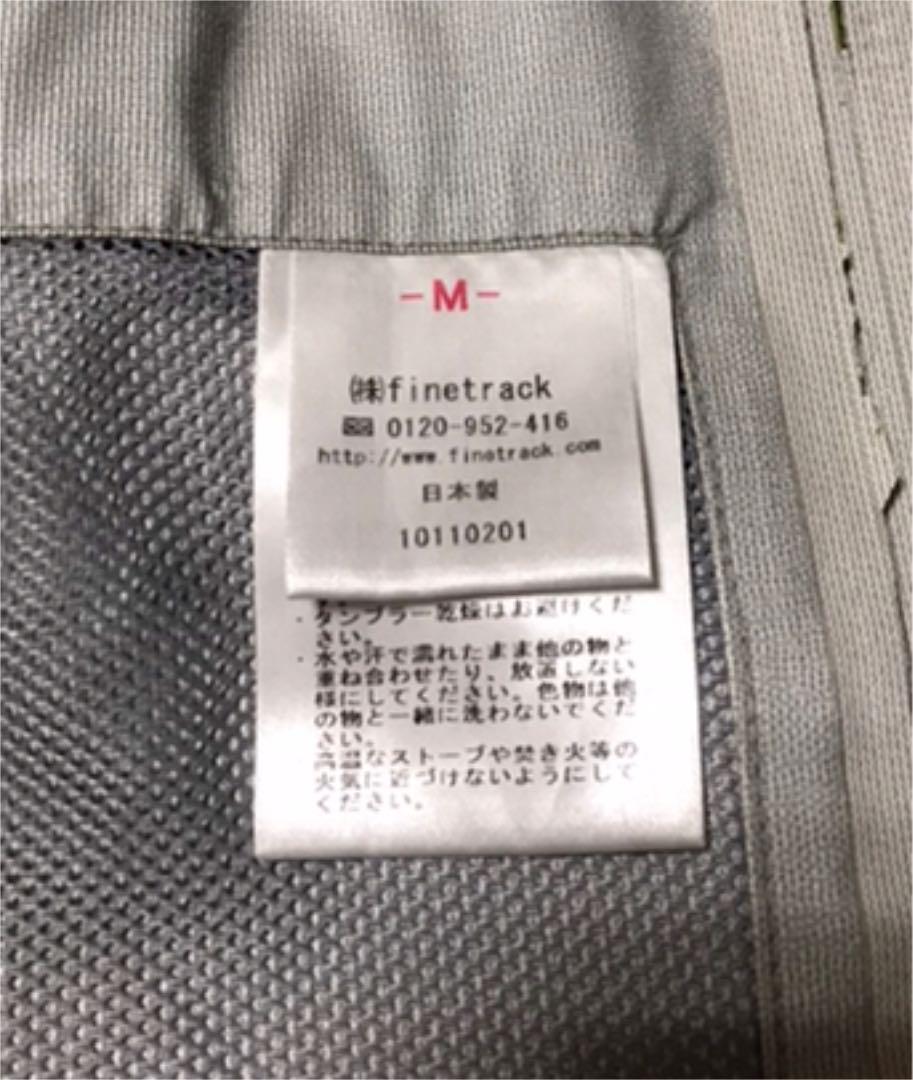 -M-
㈱finetrack
0120-952-416
http://www.finetrack.com
日本製
10110201
・タンブラー乾燥はお避けくだ
さい。
・水や汗で濡れたまま他の物と
重ね合わせたり、放置しない
様にしてください。色物は他
の物と一緒に洗わないでくだ
さい。
・高温なストーブや焚き火等の
火気に近づけないようにして
ください。